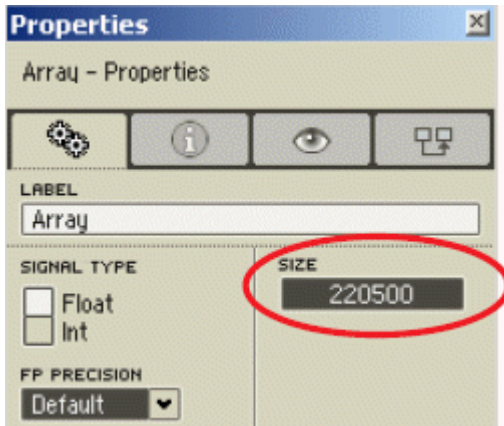 Properties
Array - Properties
LABEL
Array
SIGNAL TYPE
Float
Int
SIZE
220500
FP PRECISION
Default